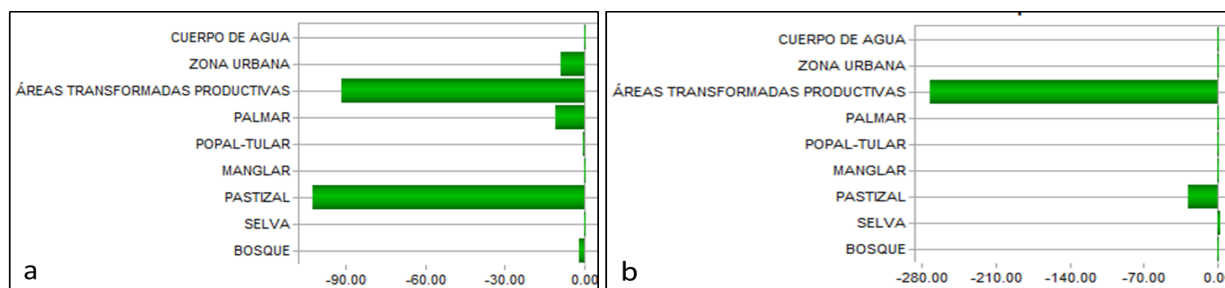 CUERPO DE AGUA
ZONA URBANA
ÁREAS TRANSFORMADAS PRODUCTIVAS
PALMAR
POPAL-TULAR
MANGLAR
PASTIZAL
SELVA
BOSQUE
-90.00 -60.00 -30.00 0.00
a
CUERPO DE AGUA
ZONA URBANA
ÁREAS TRANSFORMADAS PRODUCTIVAS
PALMAR
POPAL-TULAR
MANGLAR
PASTIZAL
SELVA
BOSQUE
-280.00 -210.00 -140.00 -70.00 0.0
b